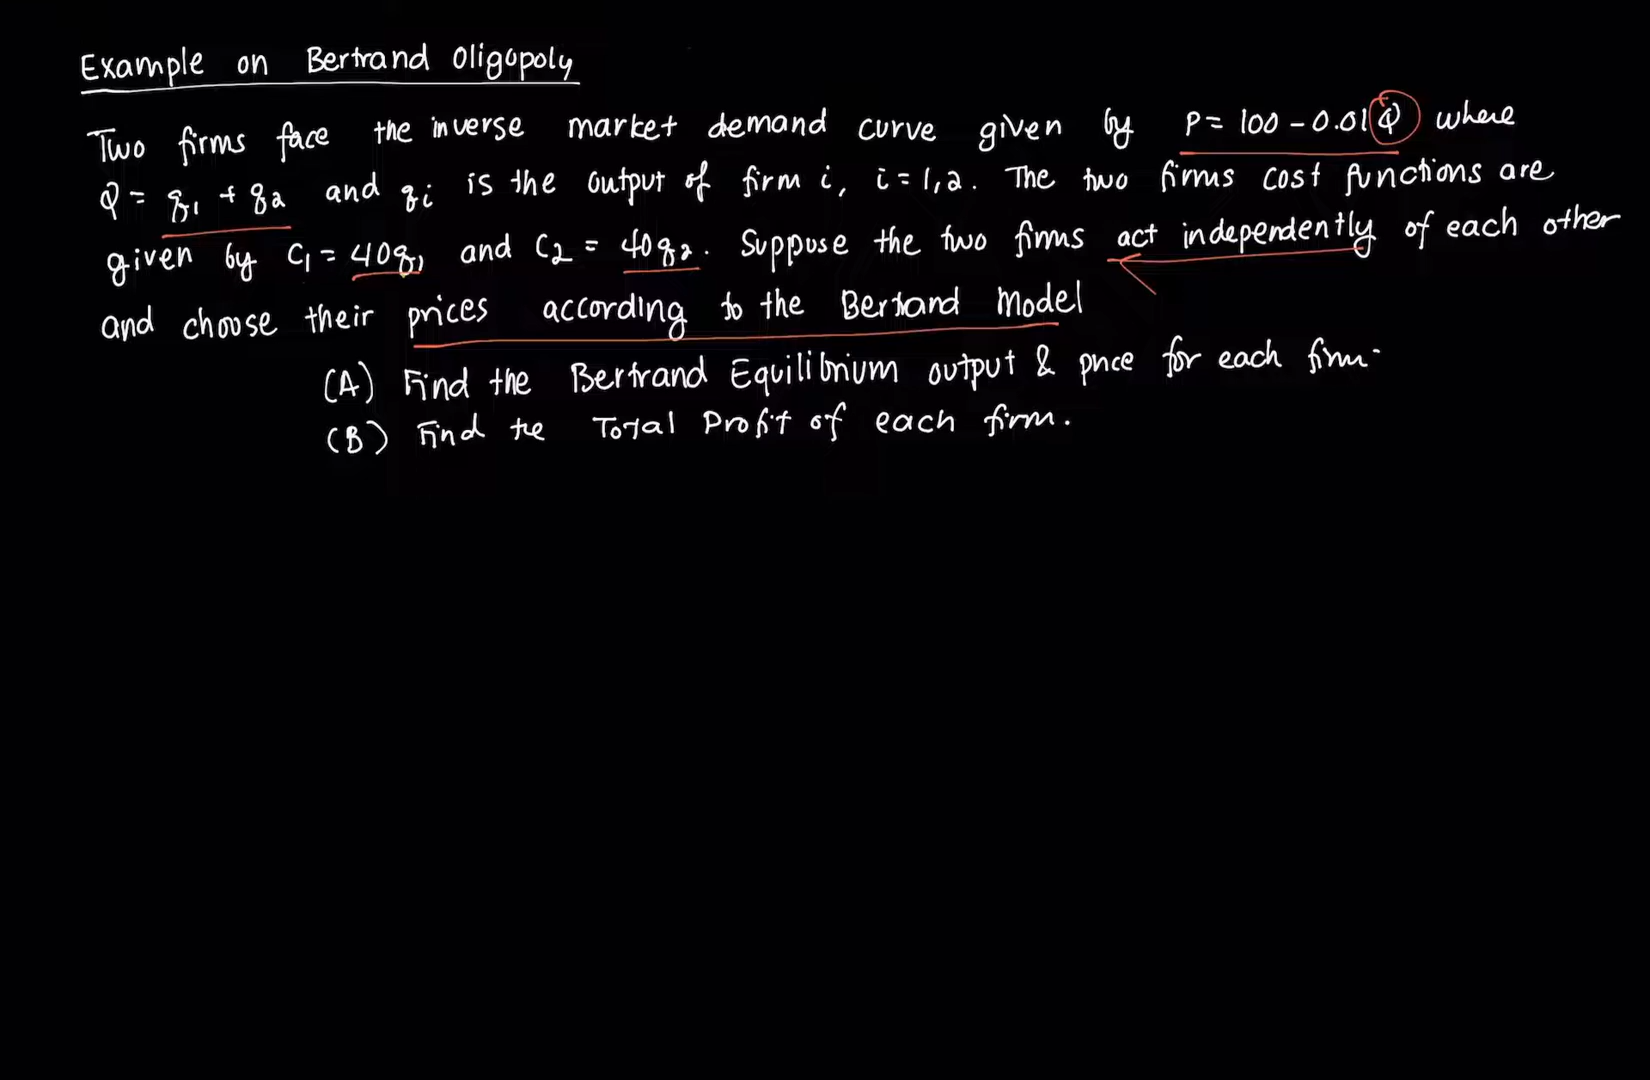 Example on Bertrand Oligopoly
Two firms face the inverse market demand curve given by P = 100 - 0.01Q where
Q = q1 + q2 and qi is the output of firm i, i = 1,2. The two firms cost functions are
given by C1 = 40q1 and C2 = 40q2. Suppose the two firms act independently of each other
and choose their prices according to the Bertrand Model
(A) Find the Bertrand Equilibrium output & price for each firm.
(B) Find the Total Profit of each firm.